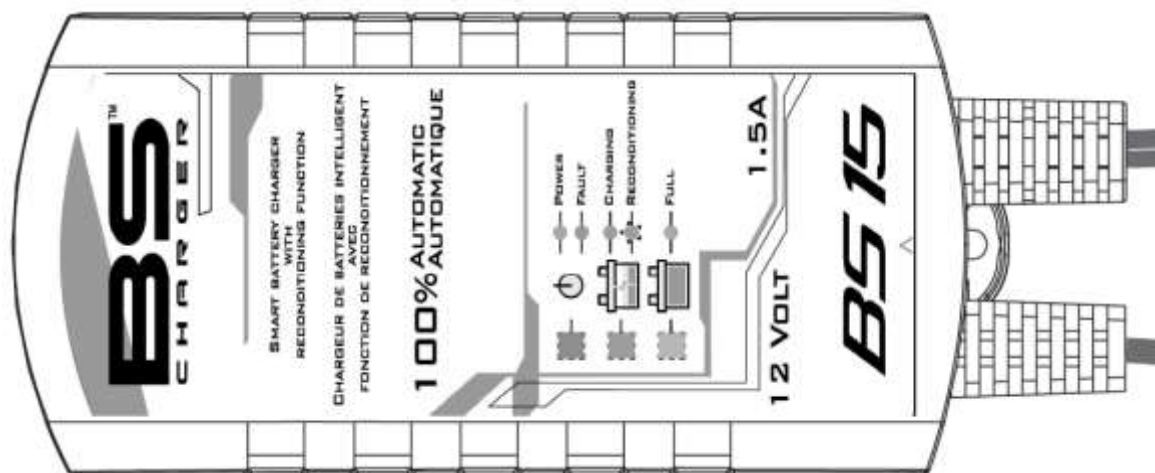 BS™
CHARGER
SMART BATTERY CHARGER
WITH
RECONDITIONING FUNCTION
CHARGEUR DE BATTERIES INTELLIGENT
AVEC
FONCTION DE RECONDITIONNEMENT
100% AUTOMATIC
AUTOMATIQUE
POWER
FAULT
CHARGING
RECONDITIONING
FULL
12 VOLT 1.5A
BS 15